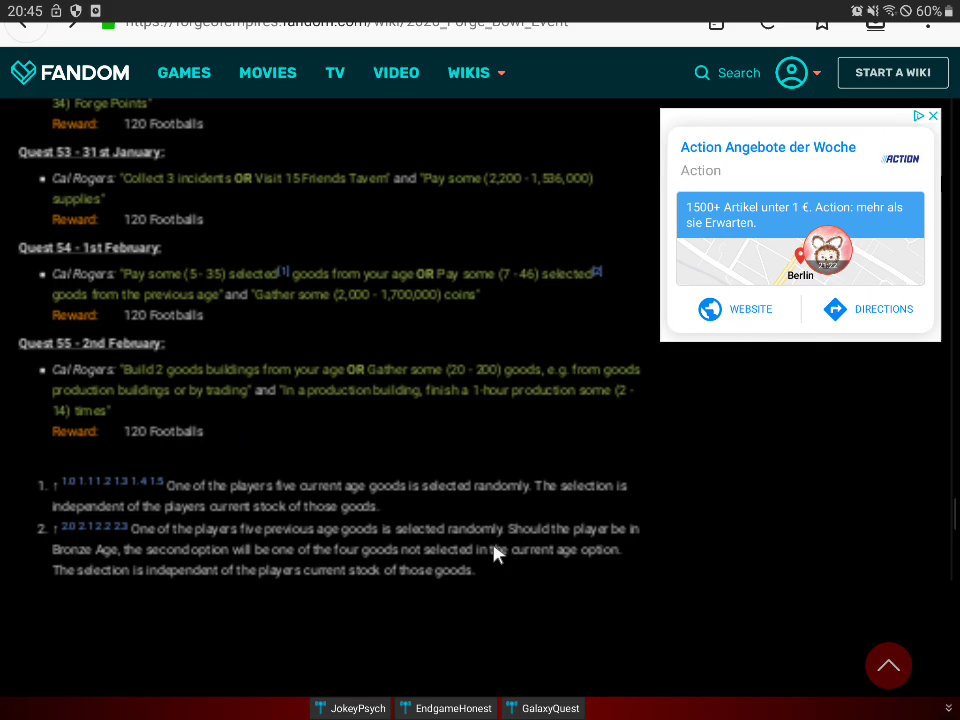 20:45
60%
https://forgeofempires.fandom.com/wiki/2020_Forge_Bowl_Event
FANDOM GAMES MOVIES TV VIDEO WIKIS Search START A WIKI
34) Forge Points"
Reward: 120 Footballs
Quest 53 - 31st January:
Cal Rogers: "Collect 3 incidents OR Visit 15 Friends Tavern" and "Pay some (2,200 - 1,536,000)
supplies"
Reward: 120 Footballs
Quest 54 - 1st February:
Cal Rogers: "Pay some (5 - 35) selected[1] goods from your age OR Pay some (7 - 46) selected[2]
goods from the previous age" and "Gather some (2,000 - 1,700,000) coins"
Reward: 120 Footballs
Quest 55 - 2nd February:
Cal Rogers: "Build 2 goods buildings from your age OR Gather some (20 - 200) goods, e.g. from goods
production buildings or by trading" and "In a production building, finish a 1-hour production some (2 -
14) times"
Reward: 120 Footballs
1. ↑ 1.0 1.1 1.2 1.3 1.4 1.5 One of the players five current age goods is selected randomly. The selection is
independent of the players current stock of those goods.
2. ↑ 2.0 2.1 2.2 2.3 One of the players five previous age goods is selected randomly. Should the player be in
Bronze Age, the second option will be one of the four goods not selected in the current age option.
The selection is independent of the players current stock of those goods.
Action Angebote der Woche
Action
ACTION
1500+ Artikel unter 1 €. Action: mehr als
sie Erwarten.
21:22
Berlin
WEBSITE DIRECTIONS
JokeyPsych EndgameHonest GalaxyQuest